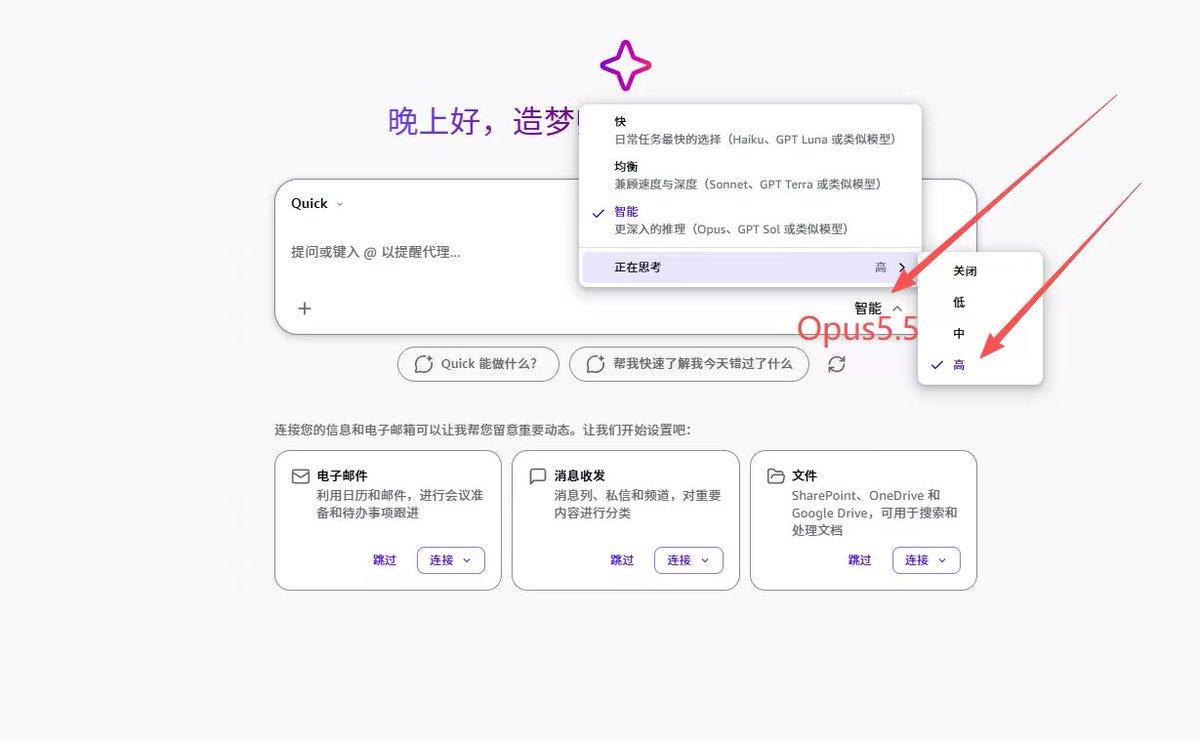 晚上好，造梦
快
日常任务最快的选择（Haiku、GPT Luna 或类似模型）
均衡
兼顾速度与深度（Sonnet、GPT Terra 或类似模型）
智能
更深入的推理（Opus、GPT Sol 或类似模型）
正在思考 高
关闭
低
中
高
Quick
提问或键入 @ 以提醒代理...
智能
Opus5.5
Quick 能做什么？
帮我快速了解我今天错过了什么
连接您的信息和电子邮箱可以让我帮您留意重要动态。让我们开始设置吧：
电子邮件
利用日历和邮件，进行会议准
备和待办事项跟进
跳过 连接
消息收发
消息列、私信和频道，对重要
内容进行分类
跳过 连接
文件
SharePoint、OneDrive 和
Google Drive，可用于搜索和
处理文档
跳过 连接